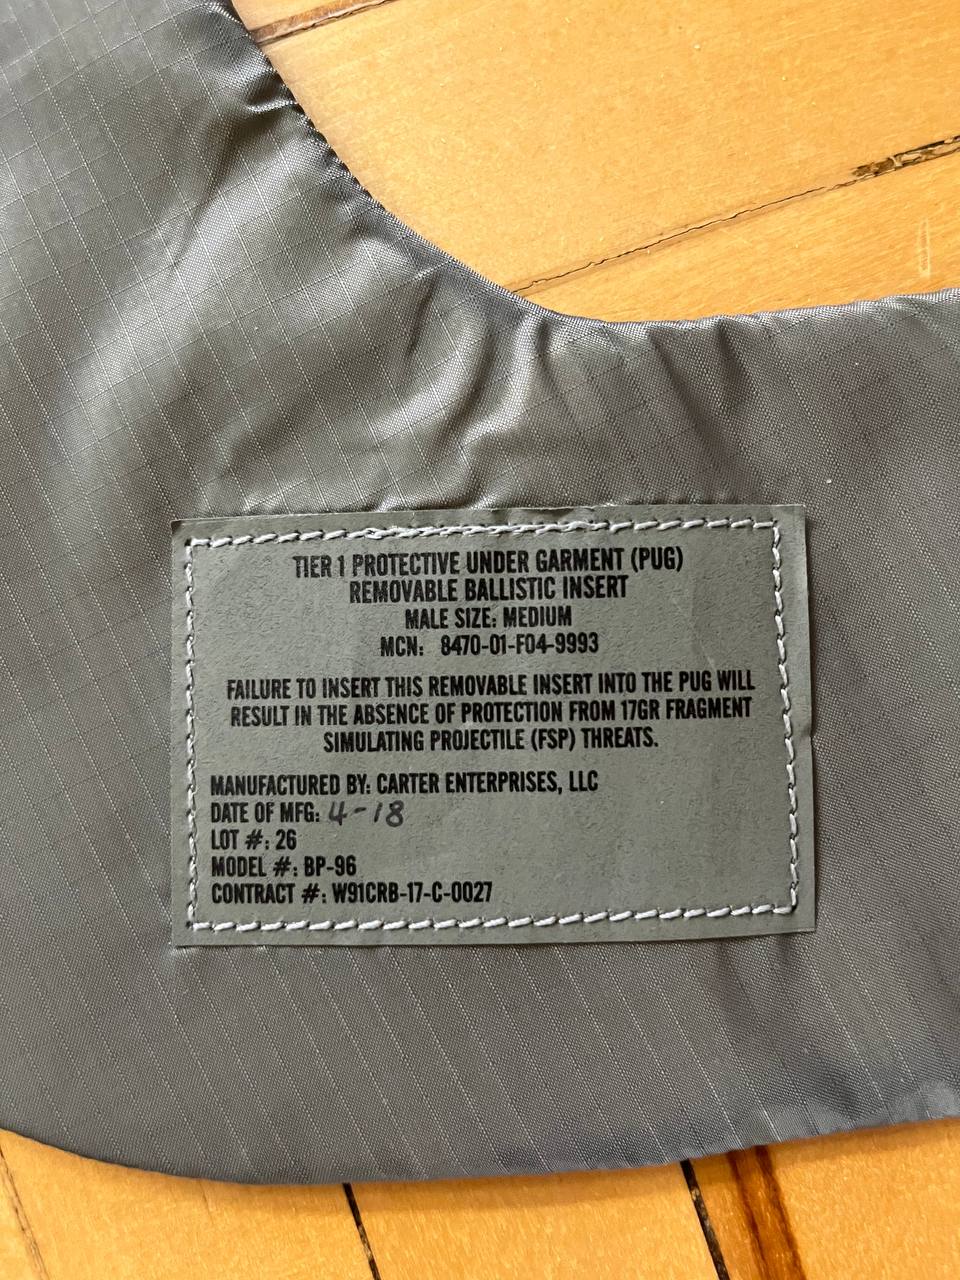 TIER 1 PROTECTIVE UNDER GARMENT (PUG)
REMOVABLE BALLISTIC INSERT
MALE SIZE: MEDIUM
MCN: 8470-01-F04-9993
FAILURE TO INSERT THIS REMOVABLE INSERT INTO THE PUG WILL
RESULT IN THE ABSENCE OF PROTECTION FROM 17GR FRAGMENT
SIMULATING PROJECTILE (FSP) THREATS.
MANUFACTURED BY: CARTER ENTERPRISES, LLC
DATE OF MFG: 4-18
LOT #: 26
MODEL #: BP-96
CONTRACT #: W91CRB-17-C-0027